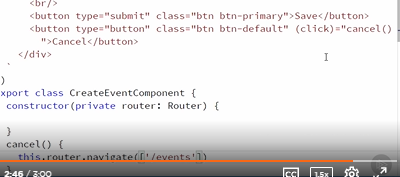 <br/>
<button type="submit" class="btn btn-primary">Save</button>
<button type="button" class="btn btn-default" (click)="cancel()
">Cancel</button>
</div>
`
)
xport class CreateEventComponent {
constructor(private router: Router) {
}
cancel() {
this.router.navigate(['/events'])
}
2:46 / 3:00
CC
1.5x